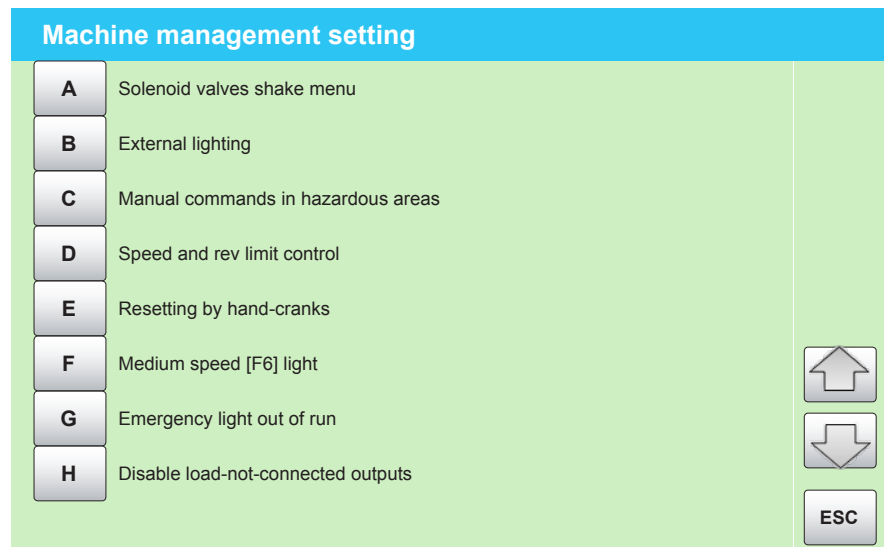 Machine management setting
A Solenoid valves shake menu
B External lighting
C Manual commands in hazardous areas
D Speed and rev limit control
E Resetting by hand-cranks
F Medium speed [F6] light
G Emergency light out of run
H Disable load-not-connected outputs
ESC